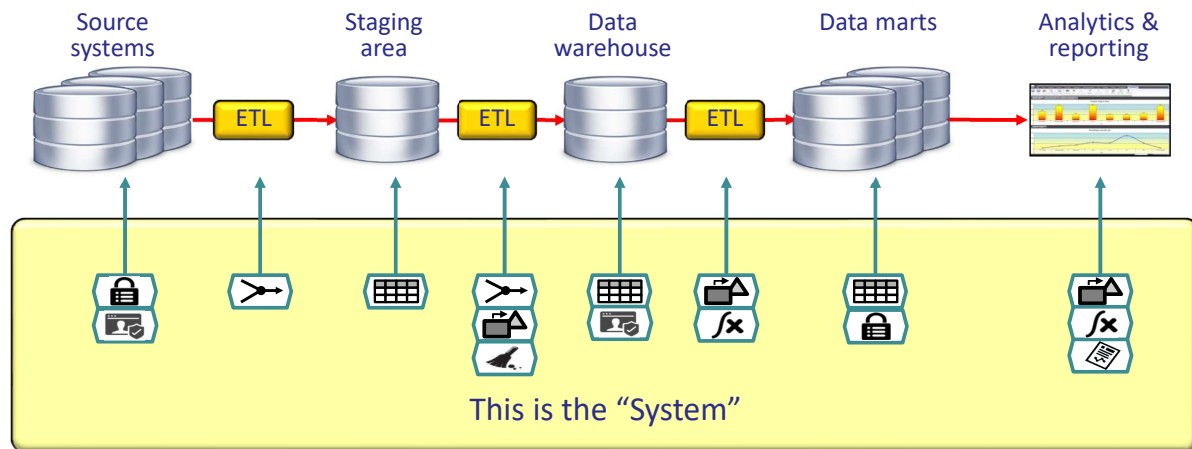 Source
systems
Staging
area
Data
warehouse
Data marts
Analytics &
reporting
ETL
ETL
ETL
This is the “System”